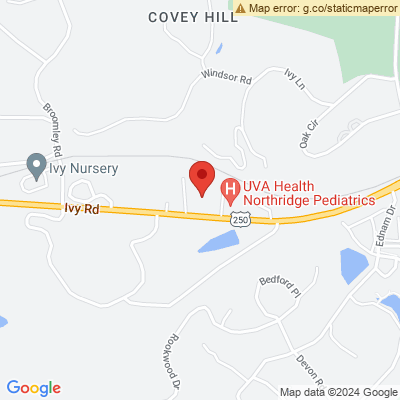 Map error: g.co/staticmaperror
COVEY HILL
Windsor Rd
Ivy Ln
Oak Cir
Broomley Rd
Ivy Nursery
H
UVA Health
Northridge Pediatrics
Ivy Rd
250
Ednam Dr
Bedford Pl
Rookwood Dr
Devon R
Google
Map data ©2024 Google